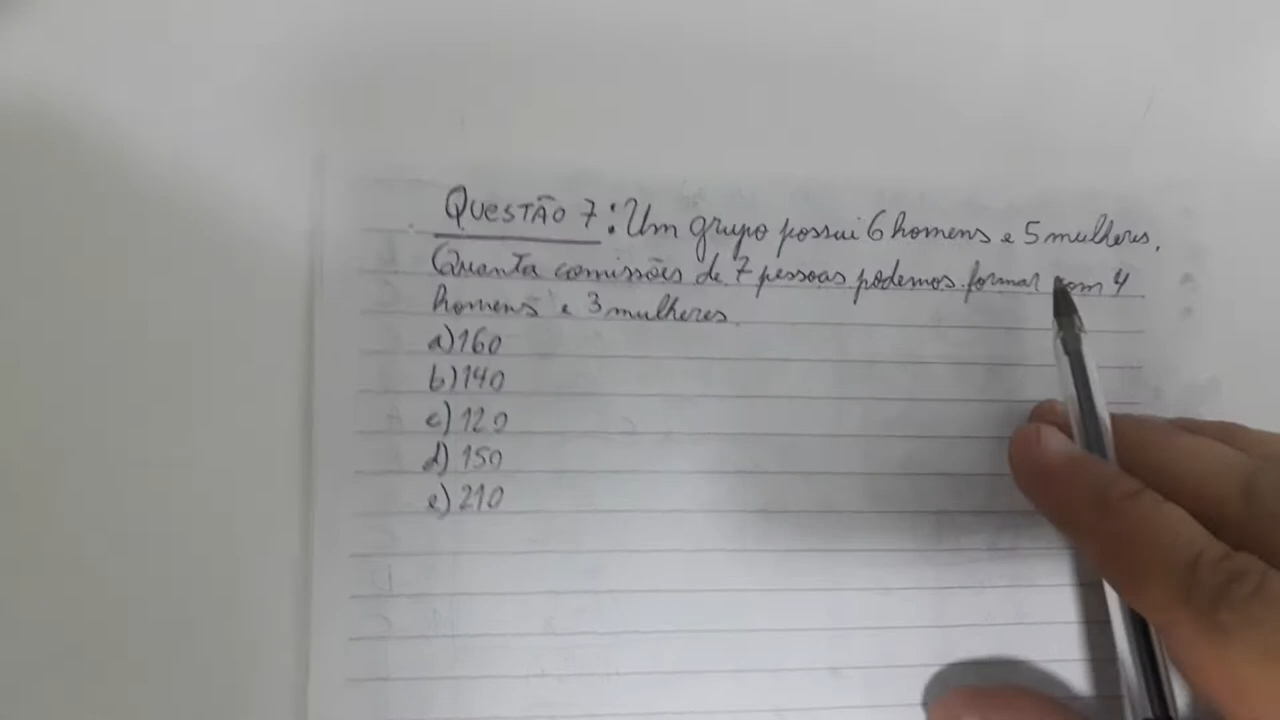 QUESTÃO 7: Um grupo possui 6 homens e 5 mulheres.
Quanta comissões de 7 pessoas podemos formar com 4
homens e 3 mulheres.
a) 160
b) 140
c) 120
d) 150
e) 210